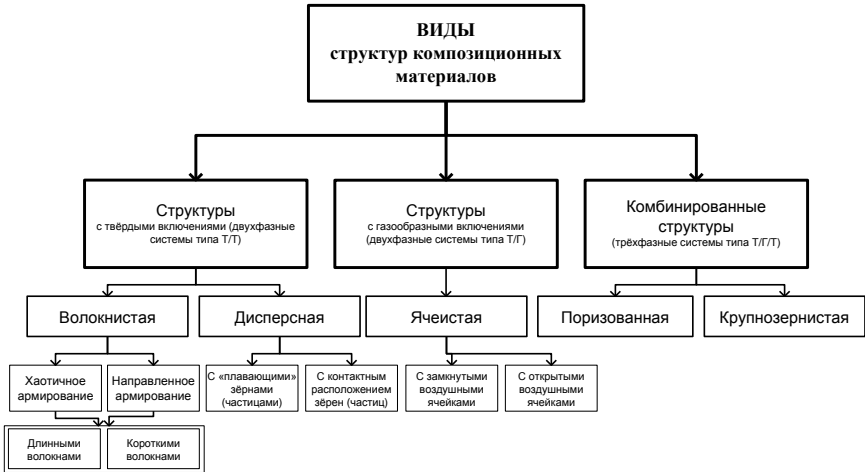 ВИДЫ
структур композиционных
материалов
Структуры
с твёрдыми включениями (двухфазные
системы типа Т/Т)
Структуры
с газообразными включениями
(двухфазные системы типа Т/Г)
Комбинированные
структуры
(трёхфазные системы типа Т/Г/Т)
Волокнистая
Дисперсная
Ячеистая
Поризованная
Крупнозернистая
Хаотичное
армирование
Направленное
армирование
С «плавающими»
зёрнами
(частицами)
С контактным
расположением
зёрен (частиц)
С замкнутыми
воздушными
ячейками
С открытыми
воздушными
ячейками
Длинными
волокнами
Короткими
волокнами